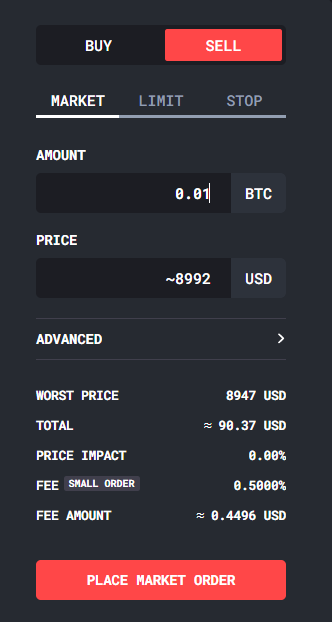 BUY SELL
MARKET LIMIT STOP
AMOUNT
0.01 BTC
PRICE
~8992 USD
ADVANCED
WORST PRICE 8947 USD
TOTAL ≈ 90.37 USD
PRICE IMPACT 0.00%
FEE SMALL ORDER 0.5000%
FEE AMOUNT ≈ 0.4496 USD
PLACE MARKET ORDER